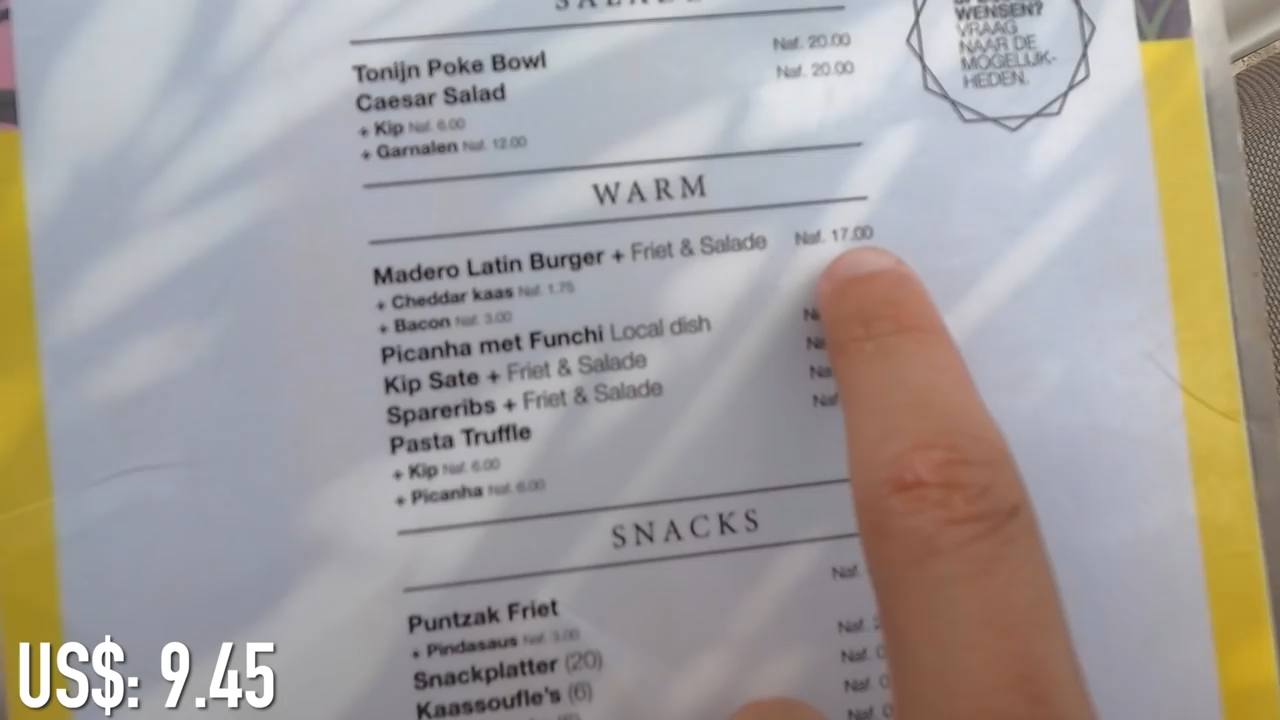 WENSEN?
VRAAG
NAAR DE
MOGELIJK-
HEDEN.
Tonijn Poke Bowl Naf. 20.00
Caesar Salad Naf. 20.00
+ Kip Naf. 6.00
+ Garnalen Naf. 12.00
WARM
Madero Latin Burger + Friet & Salade Naf. 17.00
+ Cheddar kaas Naf. 1.75
+ Bacon Naf. 3.00
Picanha met Funchi Local dish
Kip Sate + Friet & Salade
Spareribs + Friet & Salade
Pasta Truffle Naf
+ Kip Naf. 6.00
+ Picanha Naf. 6.00
SNACKS
Puntzak Friet Naf.
+ Pindasaus Naf. 3.00
Snackplatter (20) Naf.
Kaassoufle's (6) Naf.
US$: 9.45